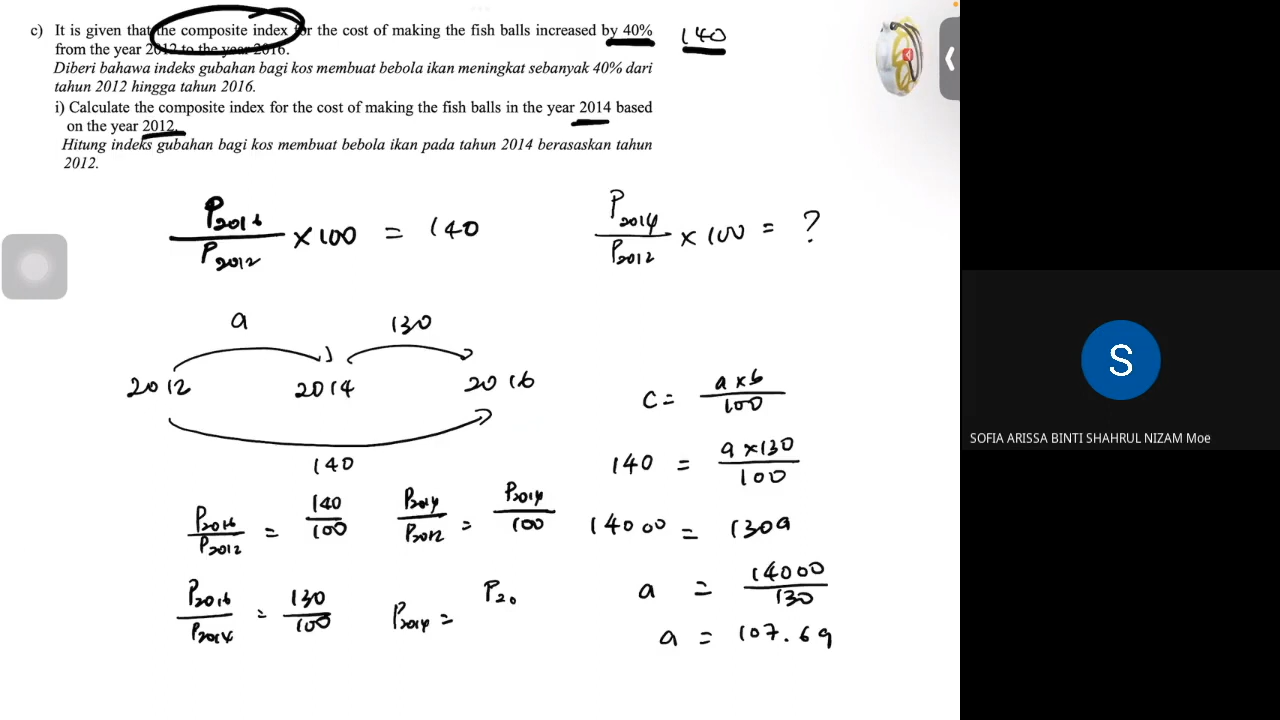 c) It is given that the composite index for the cost of making the fish balls increased by 40% 140
from the year 2012 to the year 2016.
Diberi bahawa indeks gubahan bagi kos membuat bebola ikan meningkat sebanyak 40% dari
tahun 2012 hingga tahun 2016.
i) Calculate the composite index for the cost of making the fish balls in the year 2014 based
on the year 2012.
Hitung indeks gubahan bagi kos membuat bebola ikan pada tahun 2014 berasaskan tahun
2012.
P2016/P2012 × 100 = 140
P2014/P2012 × 100 = ?
a 130
2012 2014 2016
140
c = a × b/100
140 = a × 130/100
P2016/P2012 = 140/100
P2014/P2012 = P2014/100
14000 = 130a
P2016/P2014 = 130/100
P2014 = P20
a = 14000/130
a = 107.69
S
SOFIA ARISSA BINTI SHAHRUL NIZAM Moe